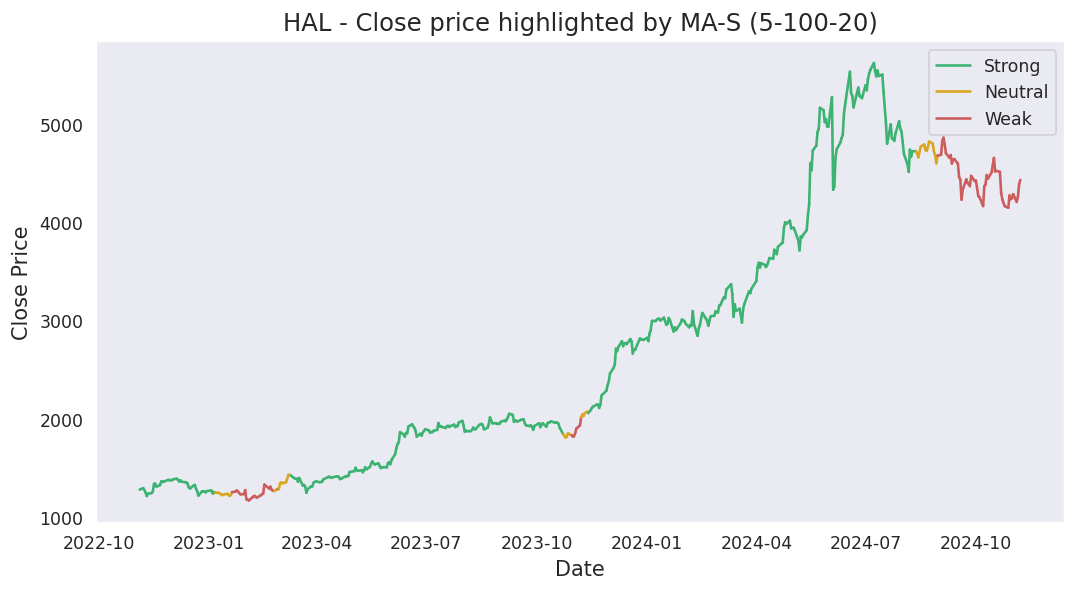 HAL - Close price highlighted by MA-S (5-100-20)
Strong
Neutral
Weak
Close Price
5000
4000
3000
2000
1000
2022-10 2023-01 2023-04 2023-07 2023-10 2024-01 2024-04 2024-07 2024-10
Date